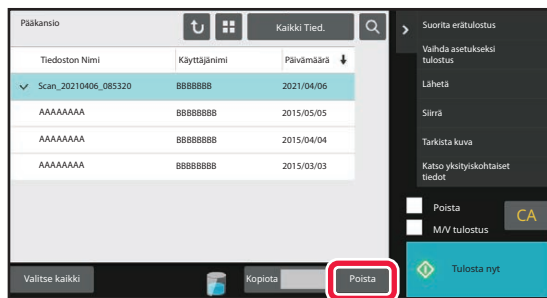 Pääkansio
Kaikki Tied.
Tiedoston Nimi Käyttäjänimi Päivämäärä
Scan_20210406_085320 BBBBBBBB 2021/04/06
AAAAAAAA BBBBBBBB 2015/05/05
AAAAAAAA BBBBBBBB 2015/04/04
AAAAAAAA BBBBBBBB 2015/03/03
Valitse kaikki
Kopiota
Poista
Suorita erätulostus
Vaihda asetukseksi
tulostus
Lähetä
Siirrä
Tarkista kuva
Katso yksityiskohtaiset
tiedot
Poista
M/V tulostus
CA
Tulosta nyt